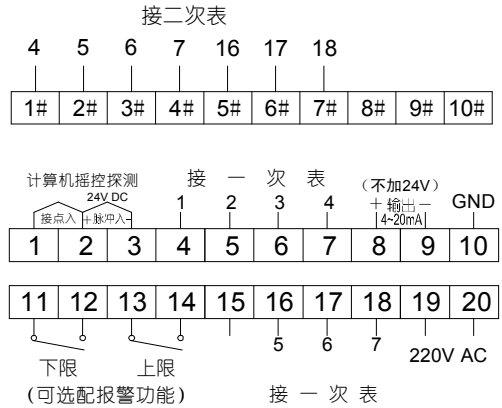 接二次表
4 5 6 7 16 17 18
1# 2# 3# 4# 5# 6# 7# 8# 9# 10#
计算机摇控探测 接 一 次 表 (不加24V)
24V DC 1 2 3 4 + 输出 − GND
接点入 +脉冲入− 4~20mA
1 2 3 4 5 6 7 8 9 10
11 12 13 14 15 16 17 18 19 20
5 6 7 220V AC
下限 上限
(可选配报警功能) 接 一 次 表